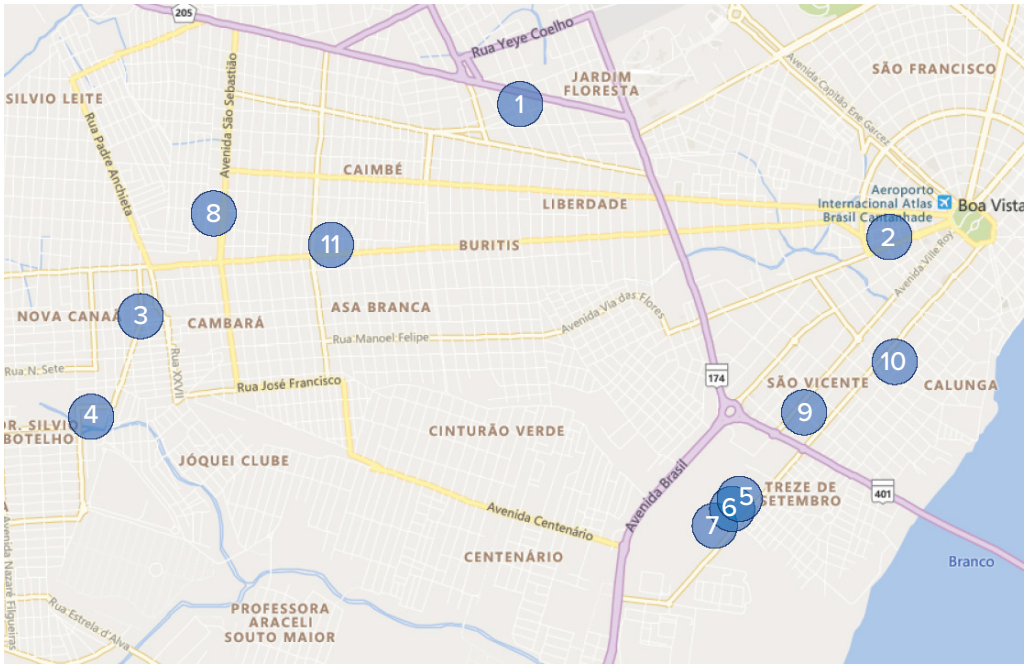 205
Rua Yeye Coelho
1
JARDIM
FLORESTA
SÃO FRANCISCO
Avenida Capitão Ene Garcez
SILVIO LEITE
Avenida São Sebastião
Rua Padre Anchieta
CAIMBÉ
LIBERDADE
Aeroporto
Internacional Atlas
Brasil Cantanhade
Boa Vista
8
11
BURITIS
2
Avenida Ville Roy
NOVA CANAÃ
3
CAMBARÁ
ASA BRANCA
Avenida Via das Flores
Rua Manoel Felipe
Rua N. Sete
Rua XXVII
Rua José Francisco
174
SÃO VICENTE
10
CALUNGA
9
4
DR. SILVIO
BOTELHO
CINTURÃO VERDE
JÓQUEI CLUBE
Avenida Brasil
5
6
7
TREZE DE
SETEMBRO
401
Avenida Centenário
CENTENÁRIO
Branco
A
Avenida Nazaré Filgueiras
Rua Estrela d'Alva
PROFESSORA
ARACELI
SOUTO MAIOR